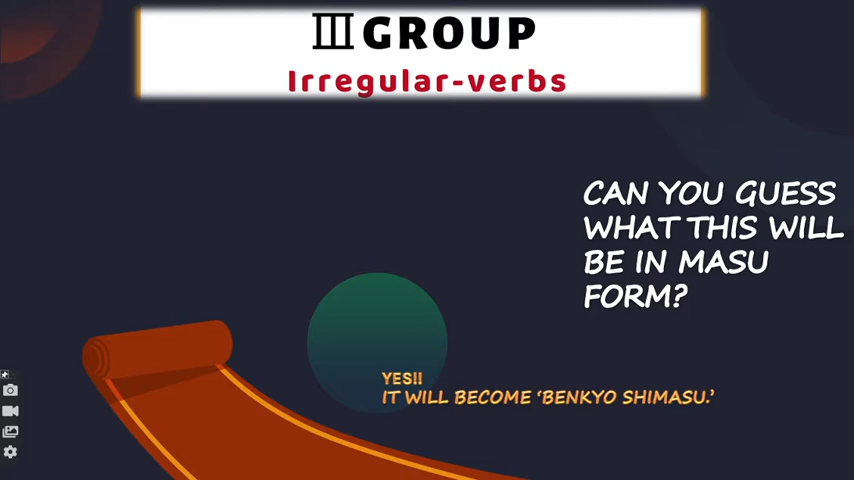 Ⅲ GROUP
Irregular-verbs
CAN YOU GUESS
WHAT THIS WILL
BE IN MASU
FORM?
YES!!
IT WILL BECOME ‘BENKYO SHIMASU.’